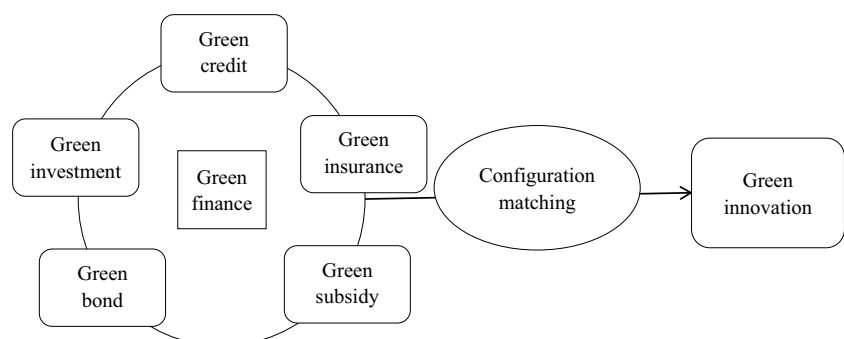 Green
credit
Green
investment
Green
insurance
Green
finance
Configuration
matching
Green
innovation
Green
bond
Green
subsidy